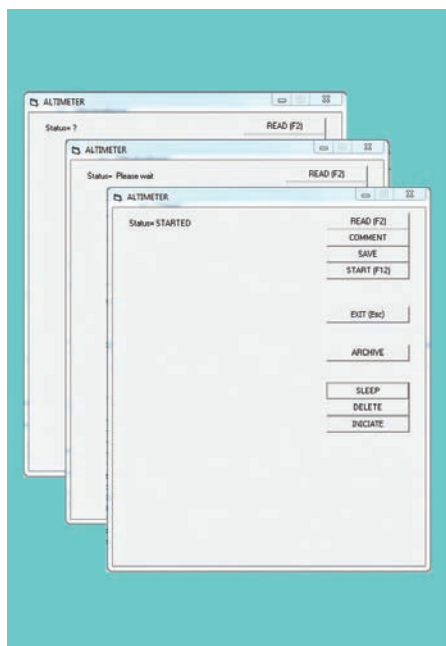 ALTIMETER
Status= ?
READ (F2)
ALTIMETER
Status= Please wait
READ (F2)
ALTIMETER
Status= STARTED
READ (F2)
COMMENT
SAVE
START (F12)
EXIT (Esc)
ARCHIVE
SLEEP
DELETE
INICIATE